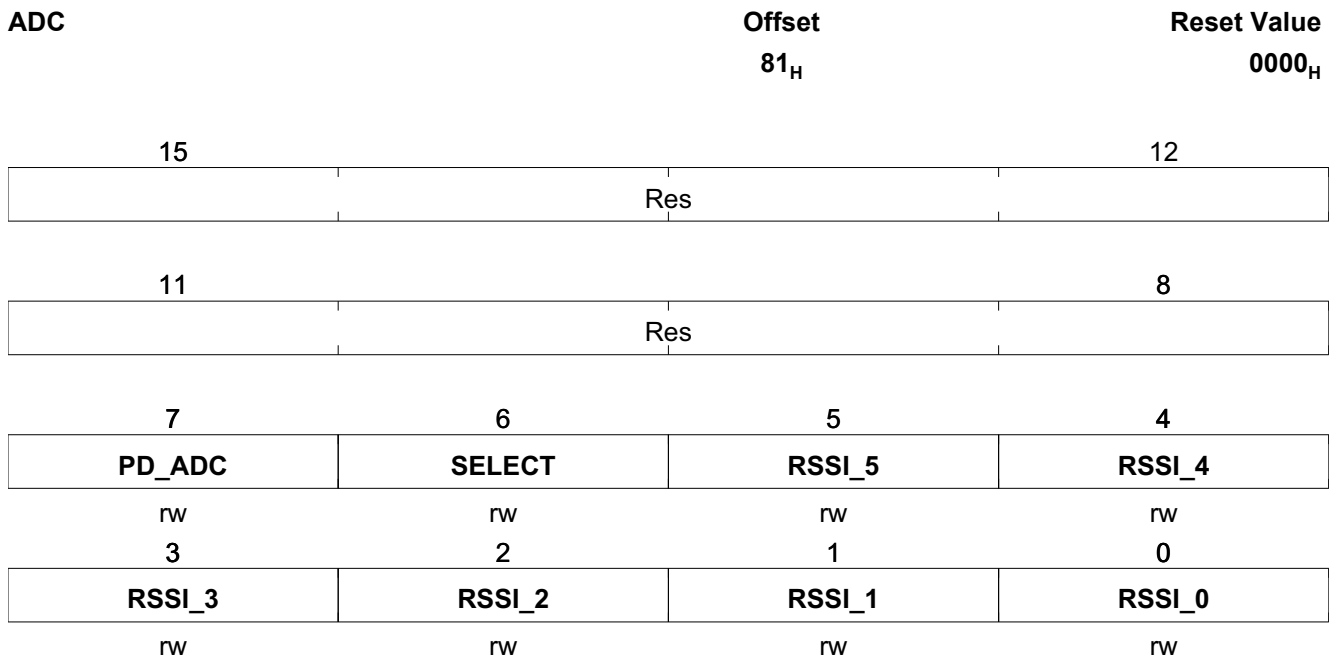 ADC Offset Reset Value
81H 0000H
15 12
Res
11 8
Res
7 6 5 4
PD_ADC SELECT RSSI_5 RSSI_4
rw rw rw rw
3 2 1 0
RSSI_3 RSSI_2 RSSI_1 RSSI_0
rw rw rw rw